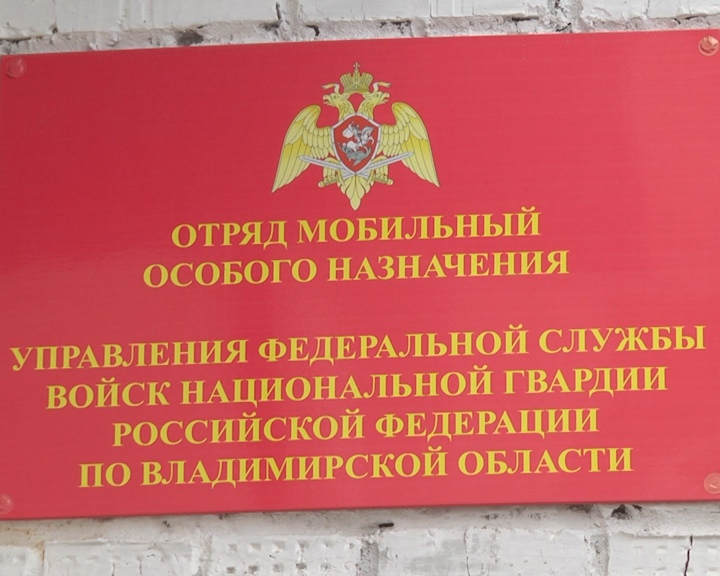 ОТРЯД МОБИЛЬНЫЙ
ОСОБОГО НАЗНАЧЕНИЯ
УПРАВЛЕНИЯ ФЕДЕРАЛЬНОЙ СЛУЖБЫ
ВОЙСК НАЦИОНАЛЬНОЙ ГВАРДИИ
РОССИЙСКОЙ ФЕДЕРАЦИИ
ПО ВЛАДИМИРСКОЙ ОБЛАСТИ